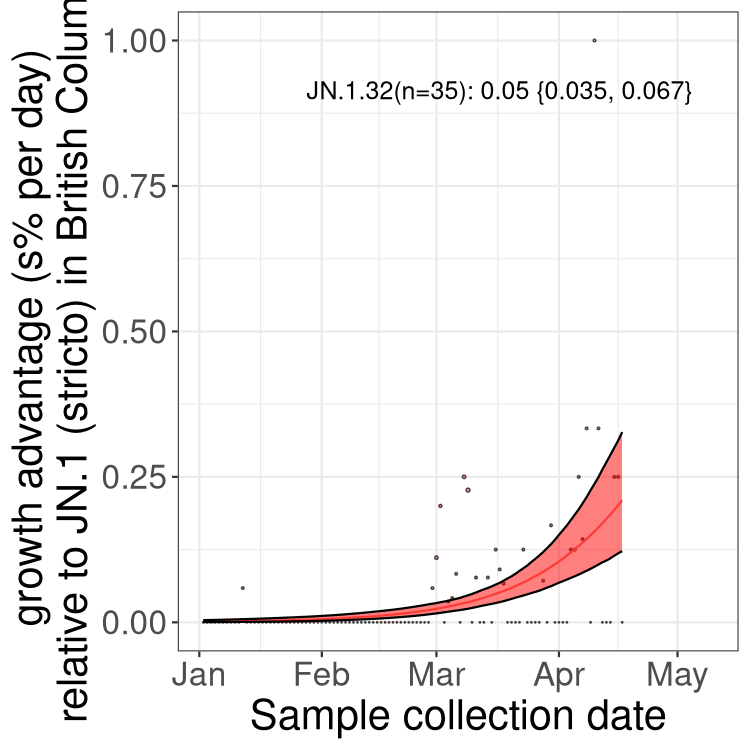 growth advantage (s% per day)
relative to JN.1 (stricto) in British Colum
1.00
0.75
0.50
0.25
0.00
JN.1.32(n=35): 0.05 {0.035, 0.067}
Jan Feb Mar Apr May
Sample collection date